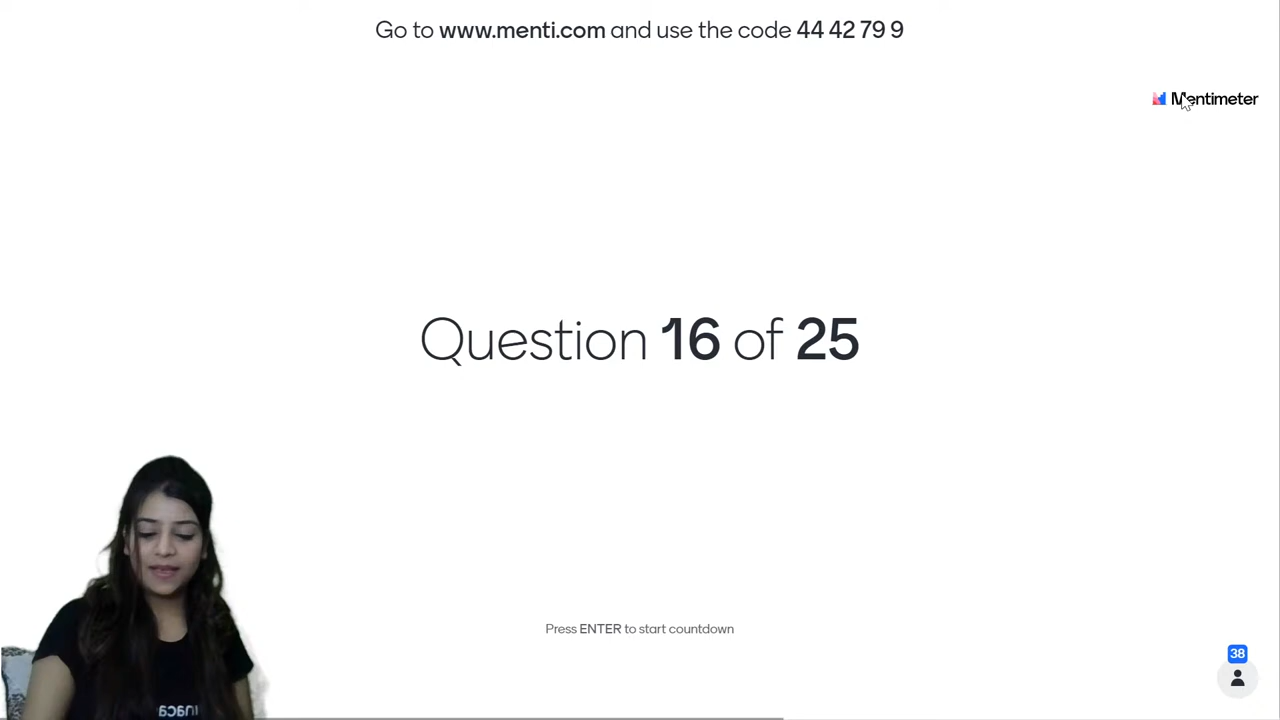 Go to www.menti.com and use the code 44 42 79 9
Mentimeter
Question 16 of 25
Press ENTER to start countdown
38